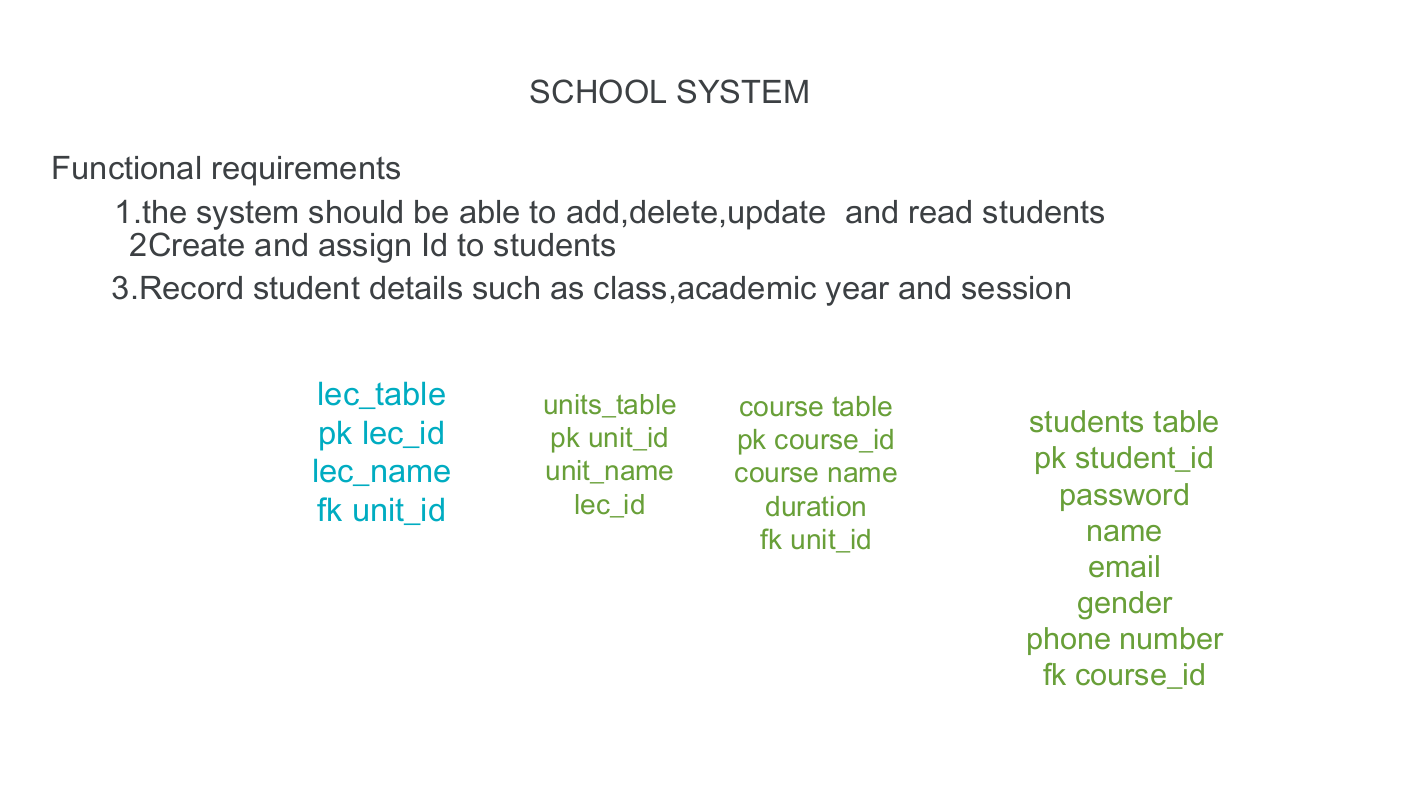 SCHOOL SYSTEM
Functional requirements
1.the system should be able to add,delete,update  and read students
2Create and assign Id to students
3.Record student details such as class,academic year and session
lec_table
pk lec_id
lec_name
fk unit_id
units_table
pk unit_id
unit_name
lec_id
course table
pk course_id
course name
duration
fk unit_id
students table
pk student_id
password
name
email
gender
phone number
fk course_id